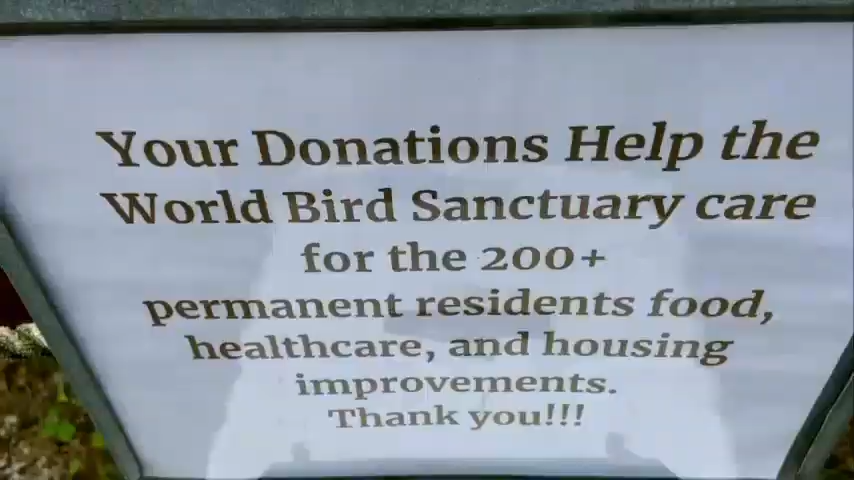 Your Donations Help the
World Bird Sanctuary care
for the 200+
permanent residents food,
healthcare, and housing
improvements.
Thank you!!!